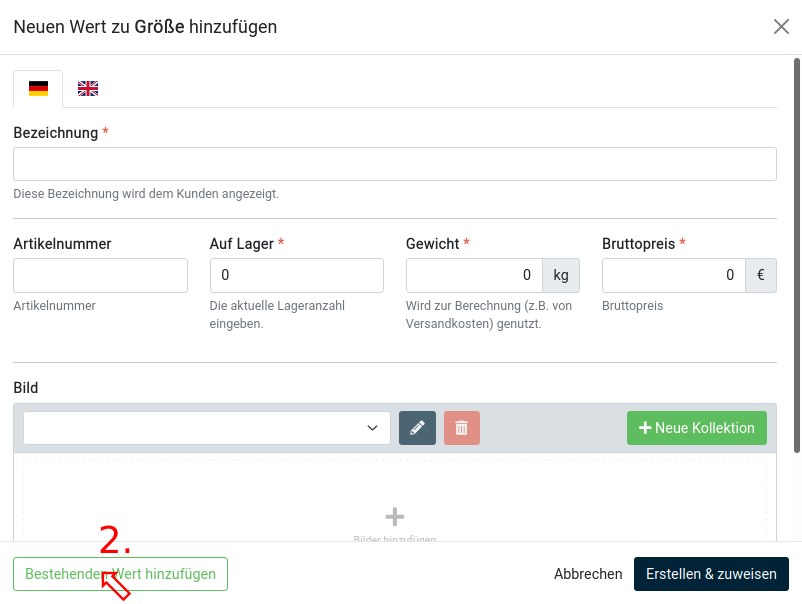 Neuen Wert zu Größe hinzufügen
Bezeichnung *
Diese Bezeichnung wird dem Kunden angezeigt.
Artikelnummer
Auf Lager *
Gewicht *
Bruttopreis *
0
0 kg
0 €
Artikelnummer
Die aktuelle Lageranzahl
eingeben.
Wird zur Berechnung (z.B. von
Versandkosten) genutzt.
Bruttopreis
Bild
Neue Kollektion
Bilder hinzufügen
2.
Bestehenden Wert hinzufügen
Abbrechen
Erstellen & zuweisen